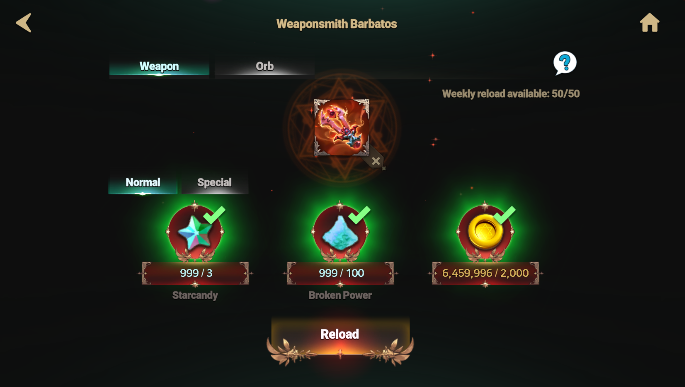 Weaponsmith Barbatos
Weapon
Orb
?
Weekly reload available: 50/50
Normal
Special
999 / 3
999 / 100
6,459,996 / 2,000
Starcandy
Broken Power
Reload